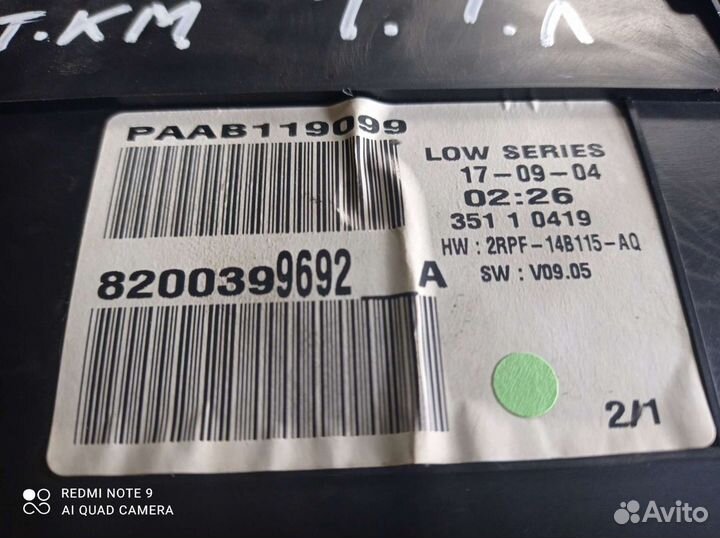 T.KM
PAAB119099
LOW SERIES
17-09-04
02:26
351 1 0419
HW : 2RPF-14B115-AQ
8200399692__A
SW : V09.05
2/1
REDMI NOTE 9
AI QUAD CAMERA
Avito